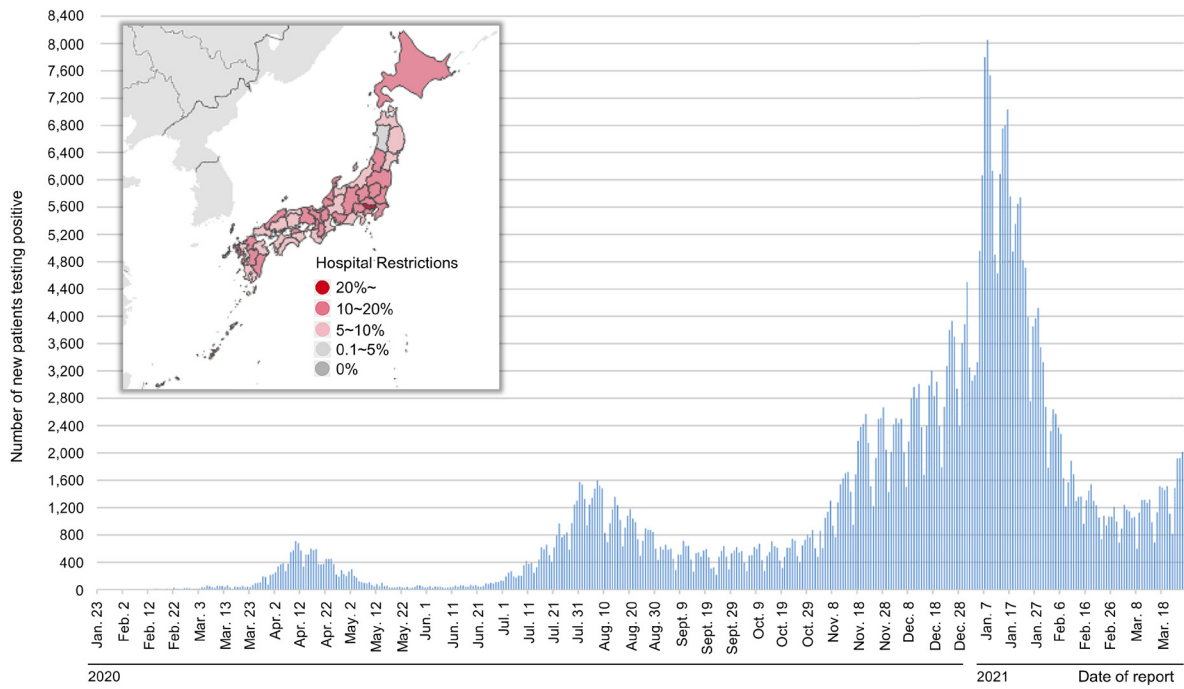 Number of new patients testing positive
8,400
8,000
7,600
7,200
6,800
6,400
6,000
5,600
5,200
4,800
4,400
4,000
3,600
3,200
2,800
2,400
2,000
1,600
1,200
800
400
0
Hospital Restrictions
20%~
10~20%
5~10%
0.1~5%
0%
Jan. 23
Feb. 2
Feb. 12
Feb. 22
Mar. 3
Mar. 13
Mar. 23
Apr. 2
Apr. 12
Apr. 22
May. 2
May. 12
May. 22
Jun. 1
Jun. 11
Jun. 21
Jul. 1
Jul. 11
Jul. 21
Jul. 31
Aug. 10
Aug. 20
Aug. 30
Sept. 9
Sept. 19
Sept. 29
Oct. 9
Oct. 19
Oct. 29
Nov. 8
Nov. 18
Nov. 28
Dec. 8
Dec. 18
Dec. 28
Jan. 7
Jan. 17
Jan. 27
Feb. 6
Feb. 16
Feb. 26
Mar. 8
Mar. 18
2020
2021
Date of report